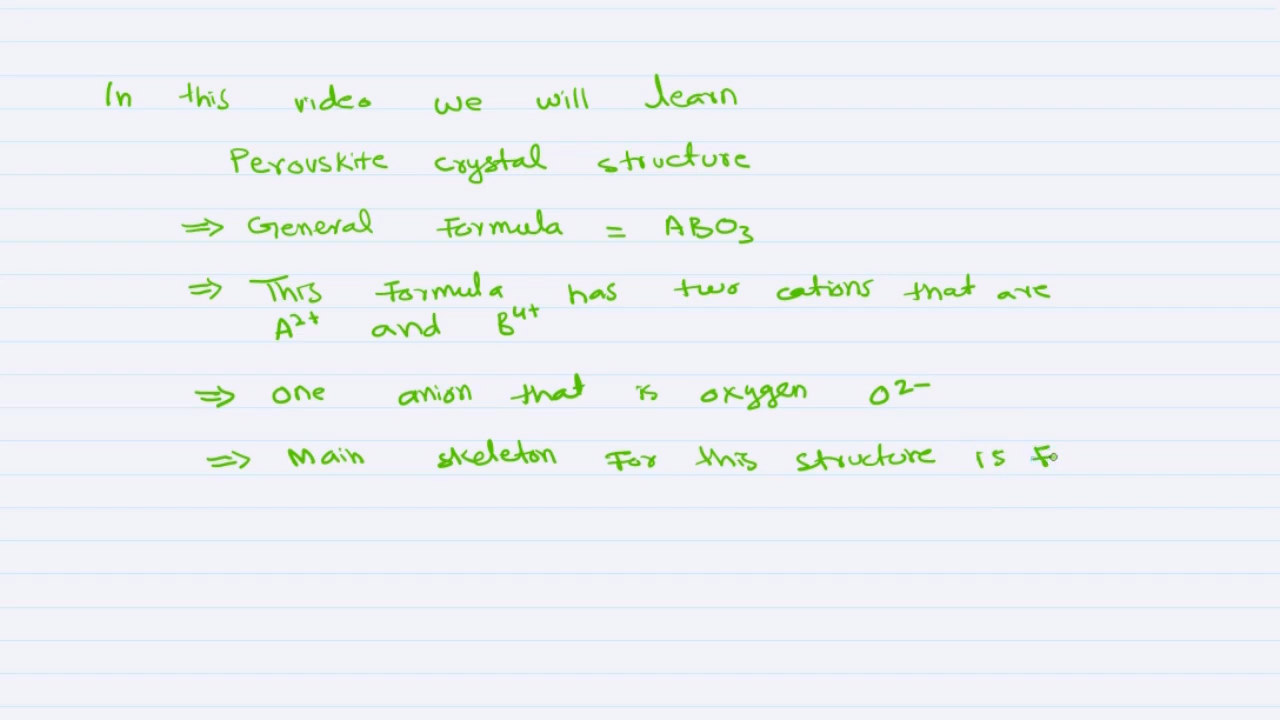 In this video we will learn
Perovskite crystal structure
⇒ General Formula = ABO₃
⇒ This Formula has two cations that are
A²⁺ and B⁴⁺
⇒ one anion that is oxygen O²⁻
⇒ Main skeleton For this structure is F